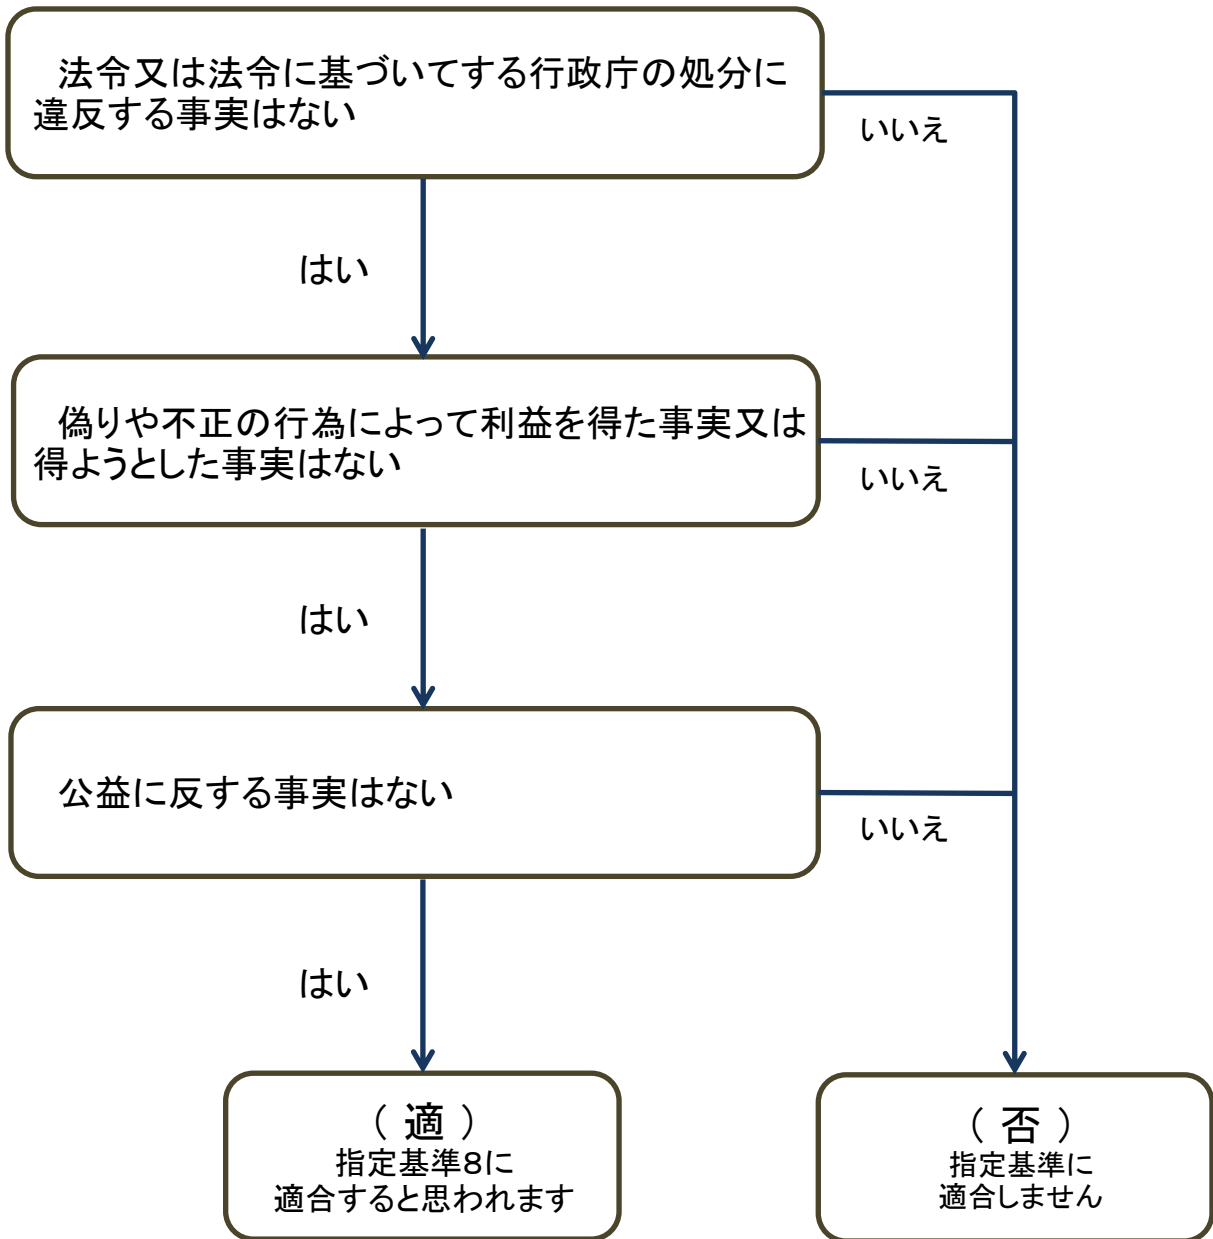 法令又は法令に基づいてする行政庁の処分に
違反する事実はない
いいえ
はい
偽りや不正の行為によって利益を得た事実又は
得ようとした事実はない
いいえ
はい
公益に反する事実はない
いいえ
はい
（ 適 ）
指定基準８に
適合すると思われます
（ 否 ）
指定基準に
適合しません